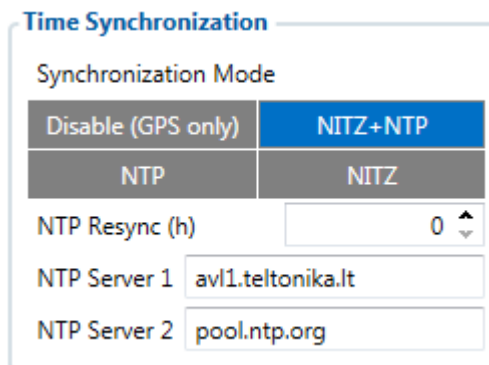 Time Synchronization
Synchronization Mode
Disable (GPS only) NITZ+NTP
NTP NITZ
NTP Resync (h) 0
NTP Server 1 avl1.teltonika.lt
NTP Server 2 pool.ntp.org